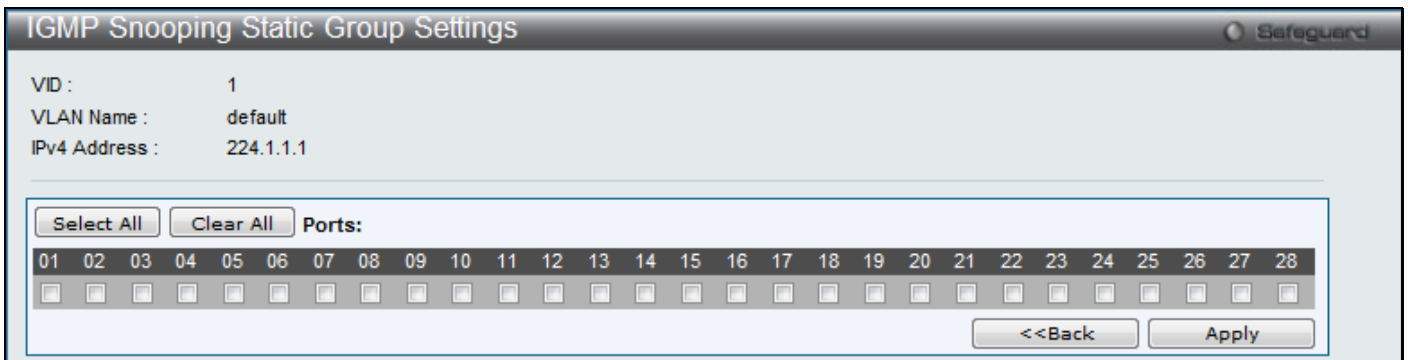 IGMP Snooping Static Group Settings
Safeguard
VID : 1
VLAN Name : default
IPv4 Address : 224.1.1.1
Select All Clear All Ports:
01 02 03 04 05 06 07 08 09 10 11 12 13 14 15 16 17 18 19 20 21 22 23 24 25 26 27 28
<<Back Apply